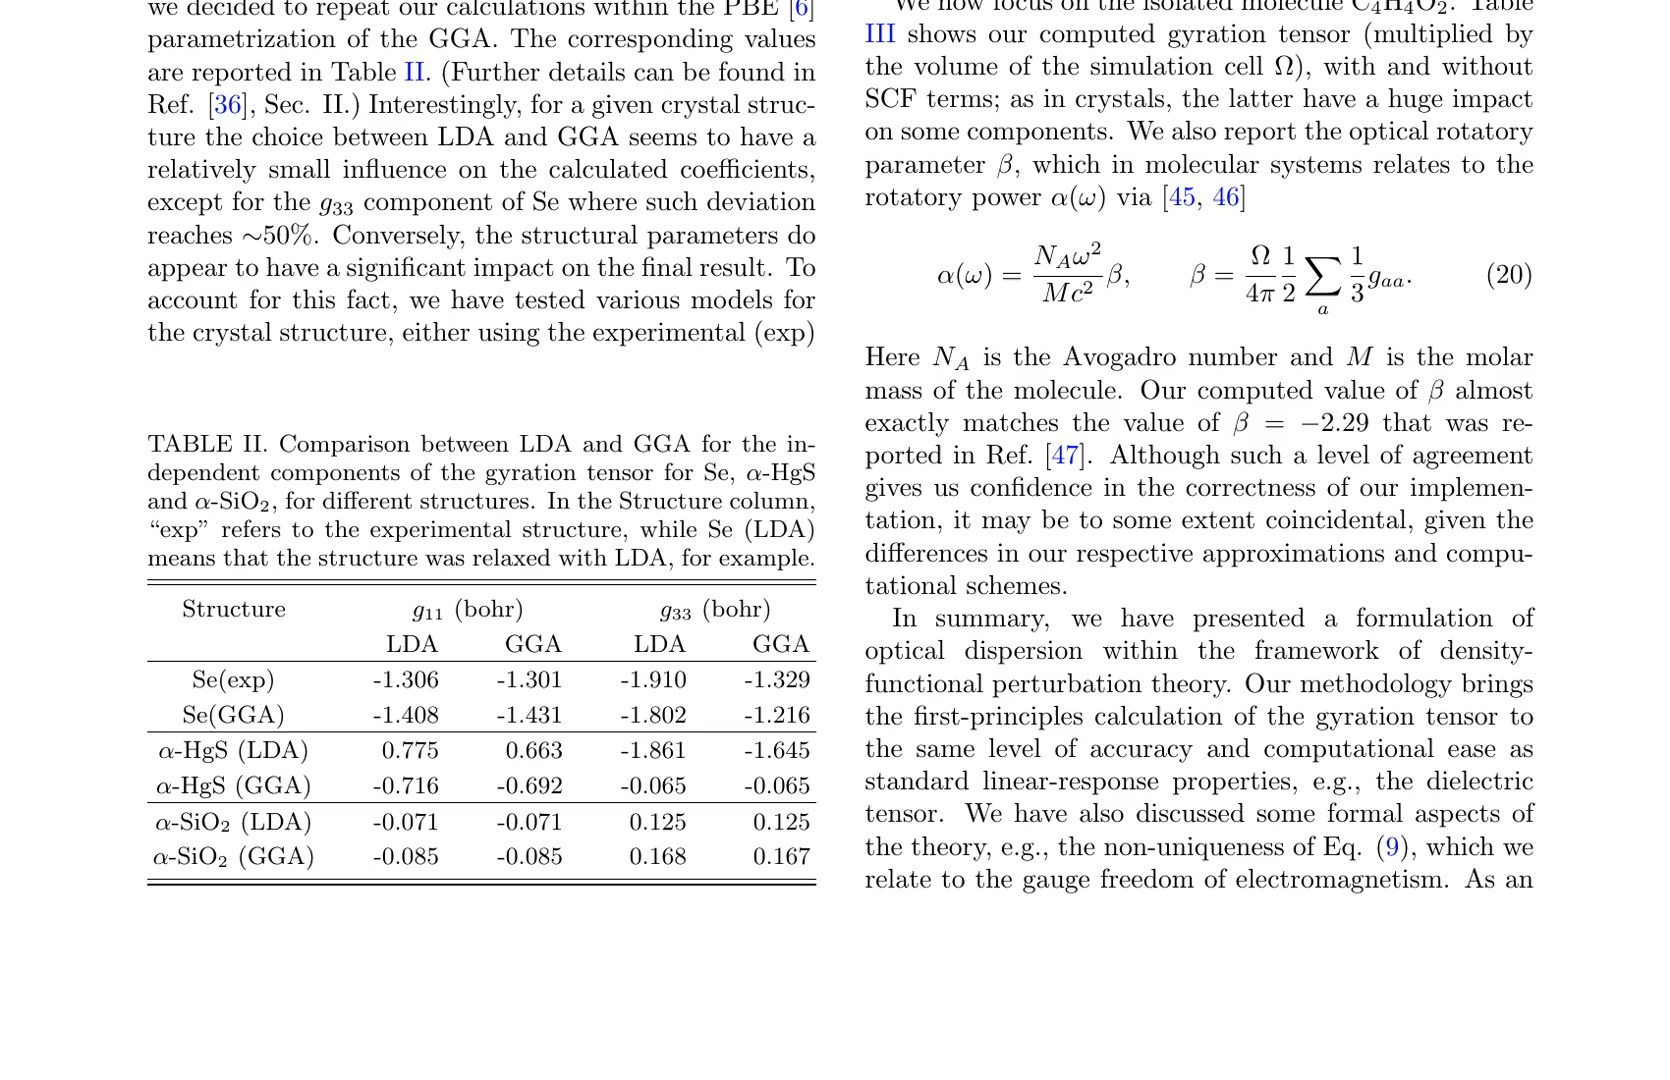 we decided to repeat our calculations within the PBE [6]
parametrization of the GGA. The corresponding values
are reported in Table II. (Further details can be found in
Ref. [36], Sec. II.) Interestingly, for a given crystal struc-
ture the choice between LDA and GGA seems to have a
relatively small influence on the calculated coefficients,
except for the g₃₃ component of Se where such deviation
reaches ∼50%. Conversely, the structural parameters do
appear to have a significant impact on the final result. To
account for this fact, we have tested various models for
the crystal structure, either using the experimental (exp)
TABLE II. Comparison between LDA and GGA for the in-
dependent components of the gyration tensor for Se, α-HgS
and α-SiO₂, for different structures. In the Structure column,
“exp” refers to the experimental structure, while Se (LDA)
means that the structure was relaxed with LDA, for example.
Structure g₁₁ (bohr) g₃₃ (bohr)
LDA GGA LDA GGA
Se(exp) -1.306 -1.301 -1.910 -1.329
Se(GGA) -1.408 -1.431 -1.802 -1.216
α-HgS (LDA) 0.775 0.663 -1.861 -1.645
α-HgS (GGA) -0.716 -0.692 -0.065 -0.065
α-SiO₂ (LDA) -0.071 -0.071 0.125 0.125
α-SiO₂ (GGA) -0.085 -0.085 0.168 0.167
We now focus on the isolated molecule C₄H₄O₂. Table
III shows our computed gyration tensor (multiplied by
the volume of the simulation cell Ω), with and without
SCF terms; as in crystals, the latter have a huge impact
on some components. We also report the optical rotatory
parameter β, which in molecular systems relates to the
rotatory power α(ω) via [45, 46]
α(ω) = N_A ω²/Mc² β, β = Ω/4π 1/2 ∑_a 1/3 g_aa. (20)
Here N_A is the Avogadro number and M is the molar
mass of the molecule. Our computed value of β almost
exactly matches the value of β = −2.29 that was re-
ported in Ref. [47]. Although such a level of agreement
gives us confidence in the correctness of our implemen-
tation, it may be to some extent coincidental, given the
differences in our respective approximations and compu-
tational schemes.
In summary, we have presented a formulation of
optical dispersion within the framework of density-
functional perturbation theory. Our methodology brings
the first-principles calculation of the gyration tensor to
the same level of accuracy and computational ease as
standard linear-response properties, e.g., the dielectric
tensor. We have also discussed some formal aspects of
the theory, e.g., the non-uniqueness of Eq. (9), which we
relate to the gauge freedom of electromagnetism. As an